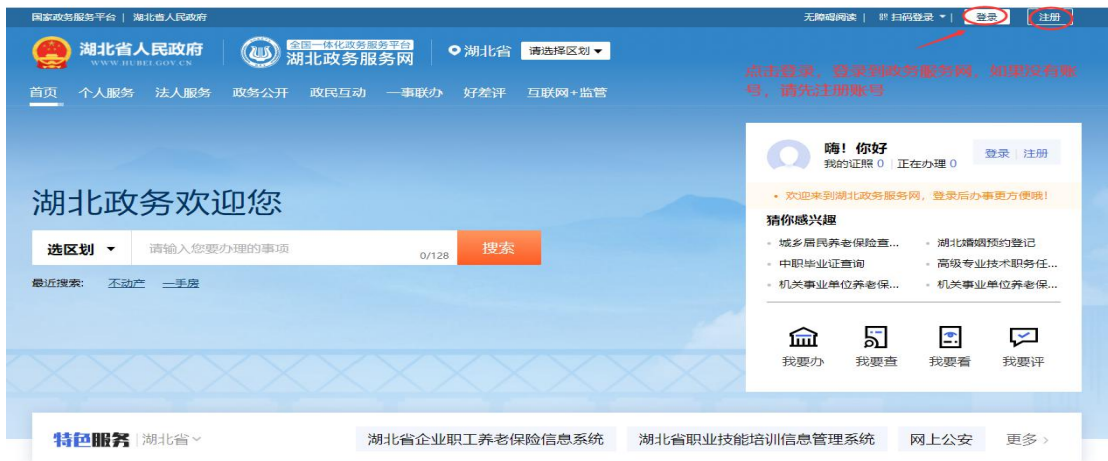 国家政务服务平台 | 湖北省人民政府
无障碍阅读 | 扫码登录 | 登录 注册
湖北省人民政府
WWW.HUBEI.GOV.CN
全国一体化政务服务平台
湖北政务服务网
湖北省 请选择区划
点击登录，登录到政务服务网，如果没有账
号，请先注册账号
首页 个人服务 法人服务 政务公开 政民互动 一事联办 好差评 互联网+监管
嗨！你好
我的证照 0 | 正在办理 0
登录 | 注册
欢迎来到湖北政务服务网，登录后办事更方便哦！
湖北政务欢迎您
选区划 请输入您要办理的事项 0/128 搜索
最近搜索: 不动产 一手房
猜你感兴趣
城乡居民养老保险查... 湖北婚姻预约登记
中职毕业证查询 高级专业技术职务任...
机关事业单位养老保... 机关事业单位养老保...
我要办 我要查 我要看 我要评
特色服务 | 湖北省
湖北省企业职工养老保险信息系统 湖北省职业技能培训信息管理系统 网上公安 更多